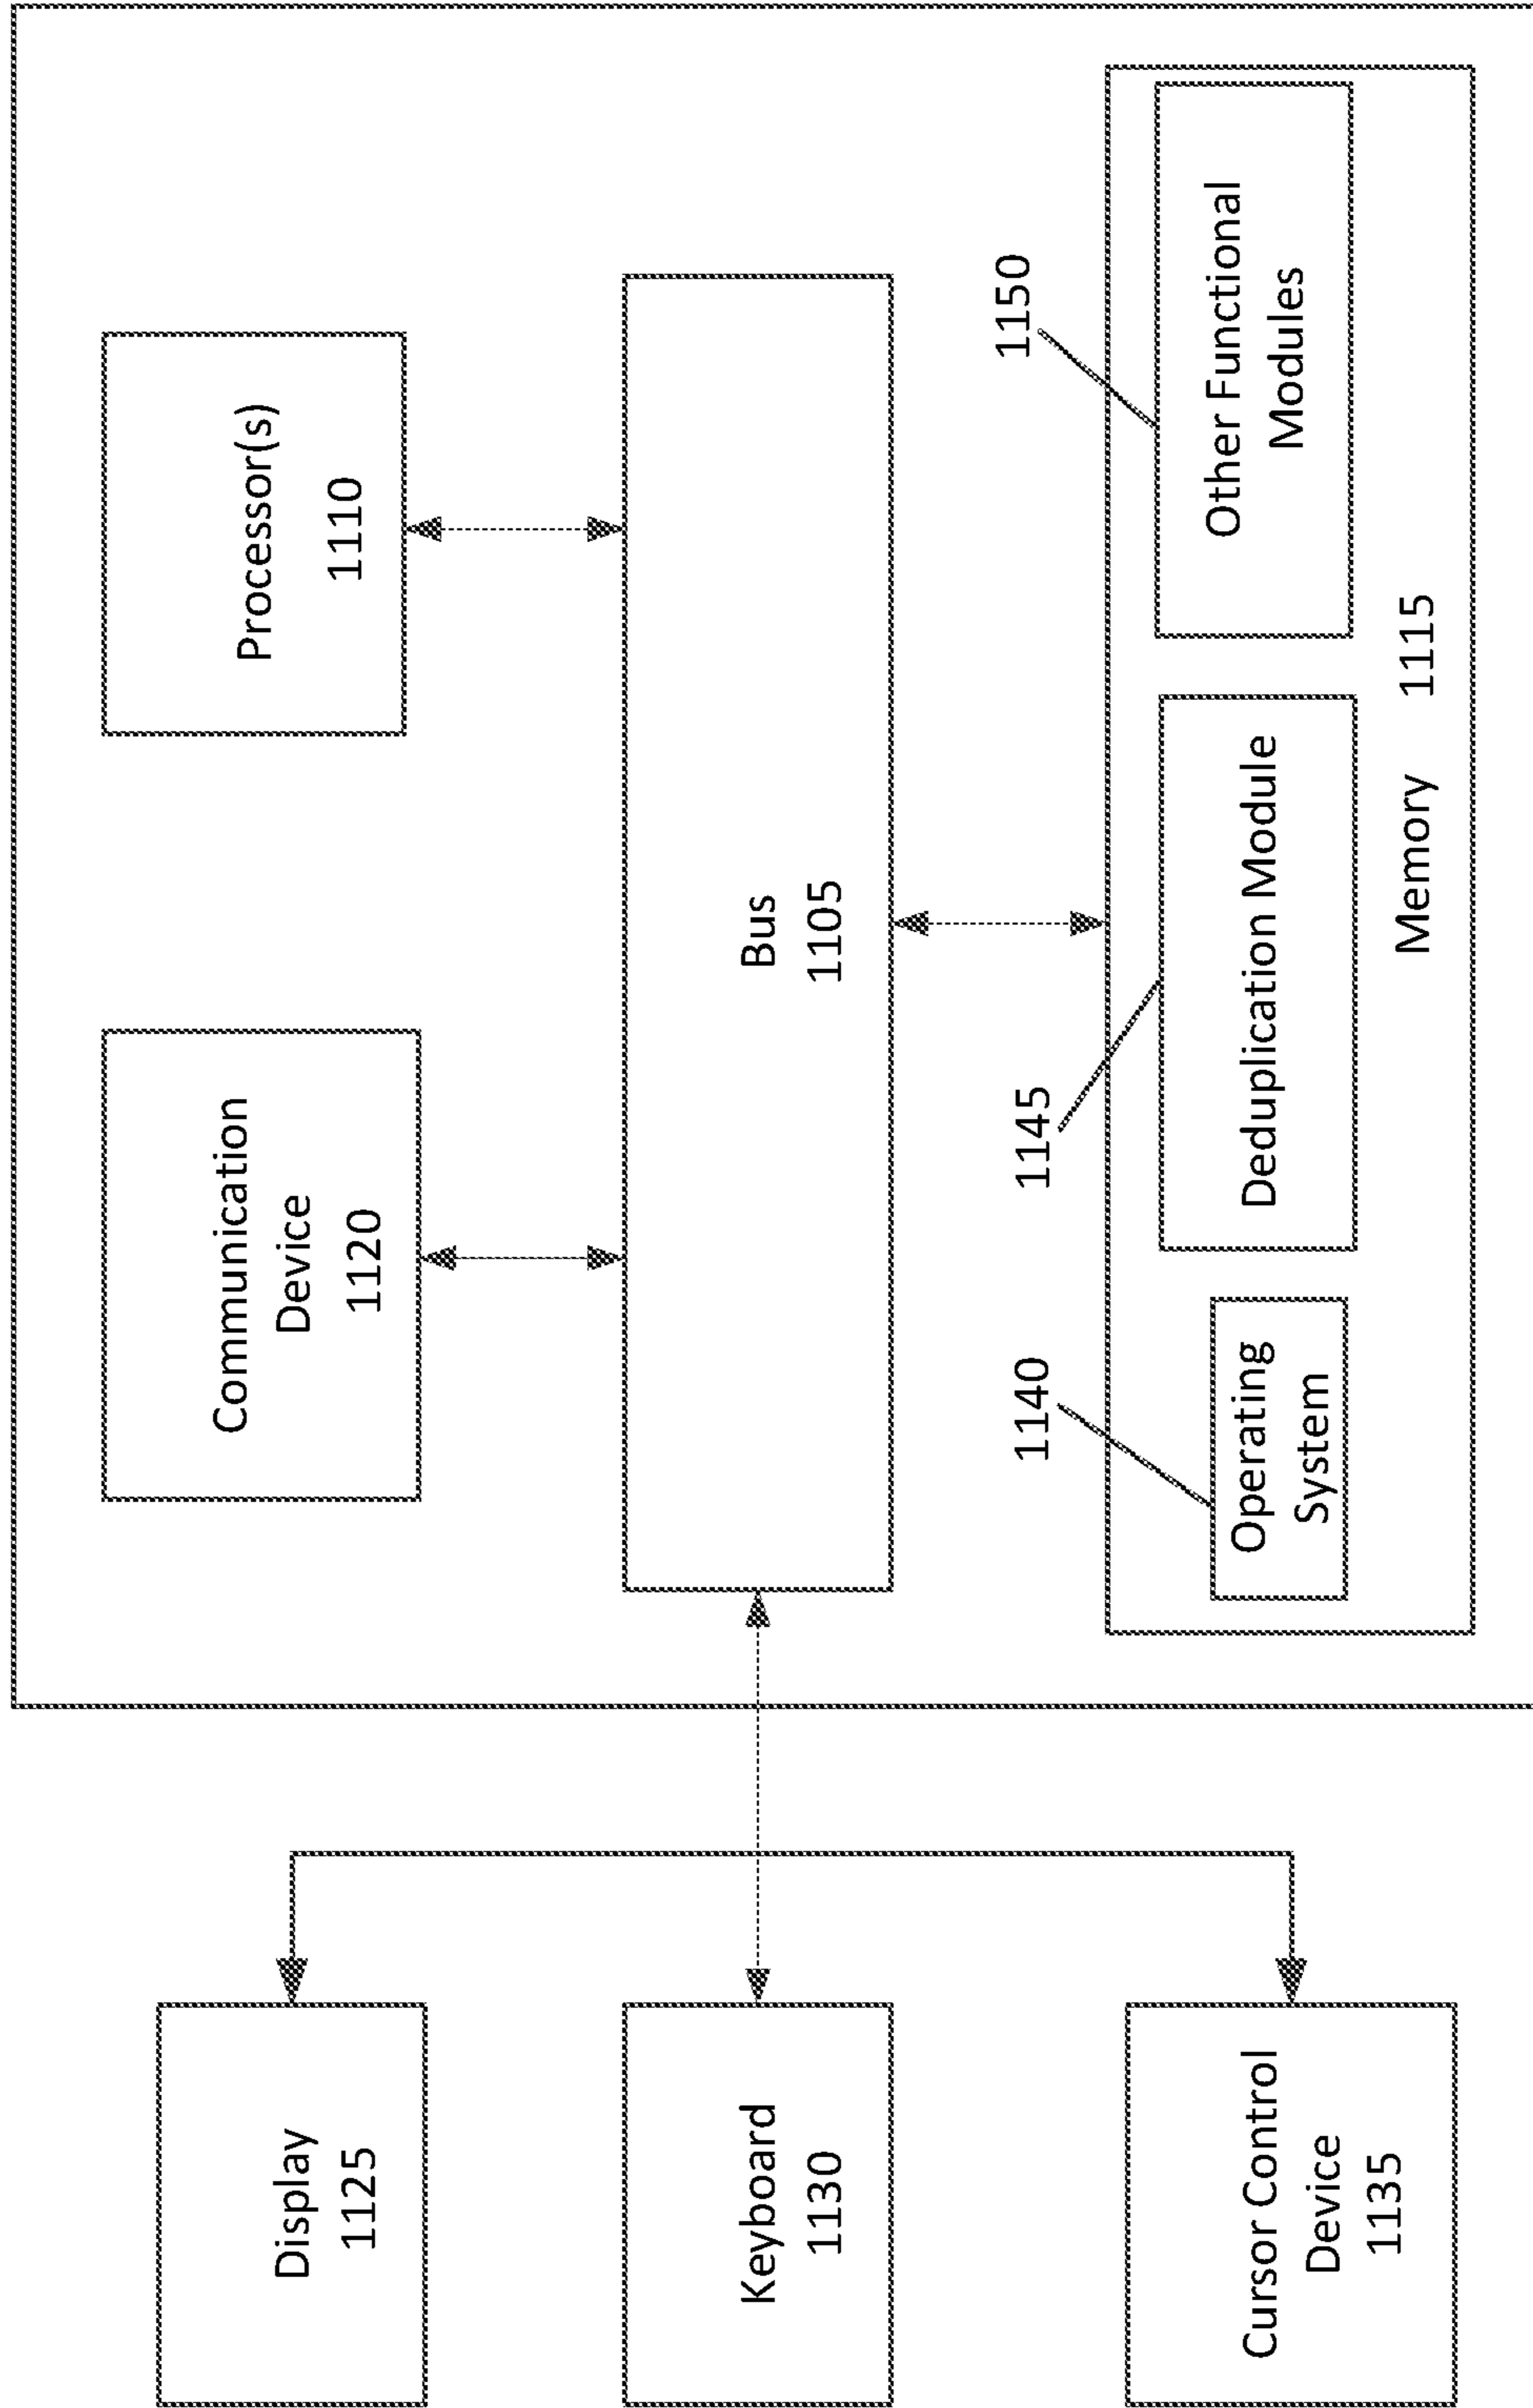 Display
1125
Keyboard
1130
Cursor Control
Device
1135
Communication
Device
1120
Processor(s)
1110
Bus
1105
1140
1145
1150
Operating
System
Deduplication Module
Other Functional
Modules
Memory 1115